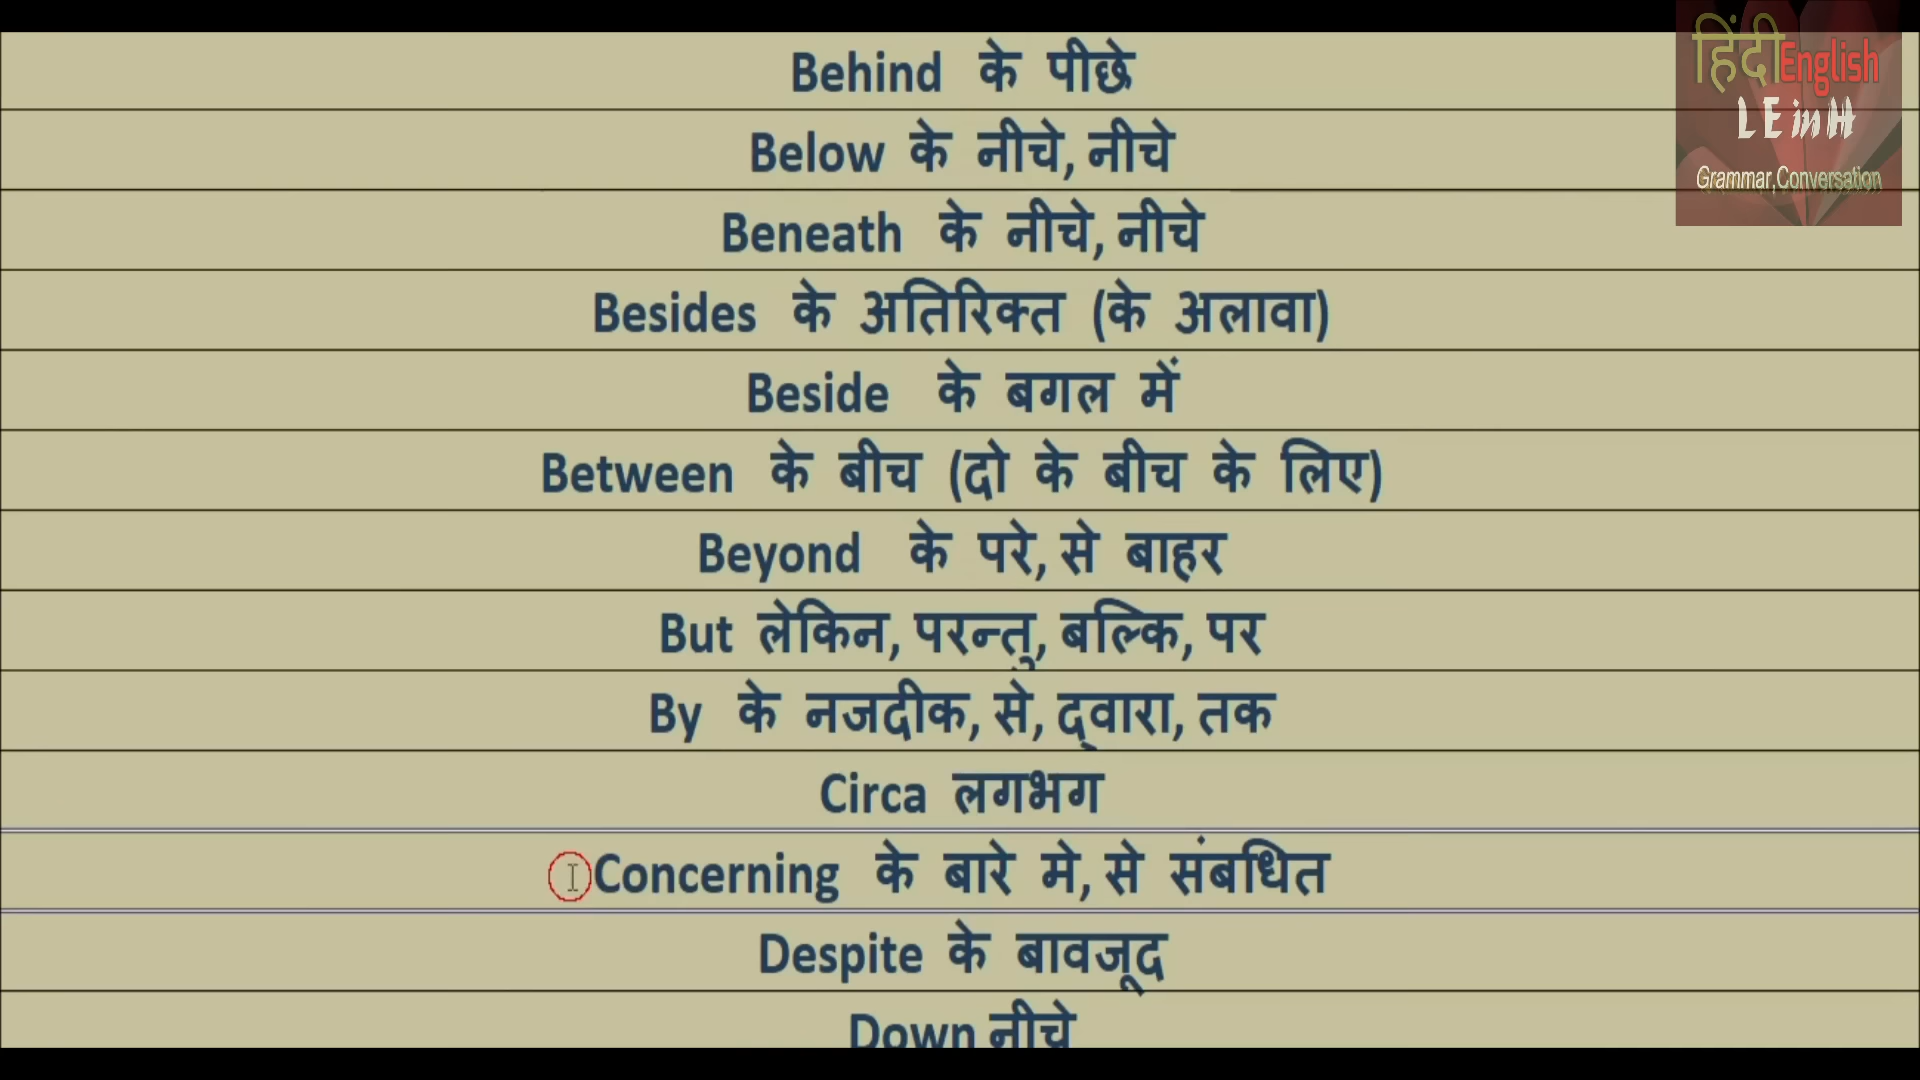 Behind के पीछे
Below के नीचे, नीचे
Beneath के नीचे, नीचे
Besides के अतिरिक्त (के अलावा)
Beside के बगल में
Between के बीच (दो के बीच के लिए)
Beyond के परे, से बाहर
But लेकिन, परन्तु, बल्कि, पर
By के नजदीक, से, द्वारा, तक
Circa लगभग
Concerning के बारे मे, से संबधित
Despite के बावजूद
Down नीचे
हिंदी English
L E in H
Grammar,Conversation